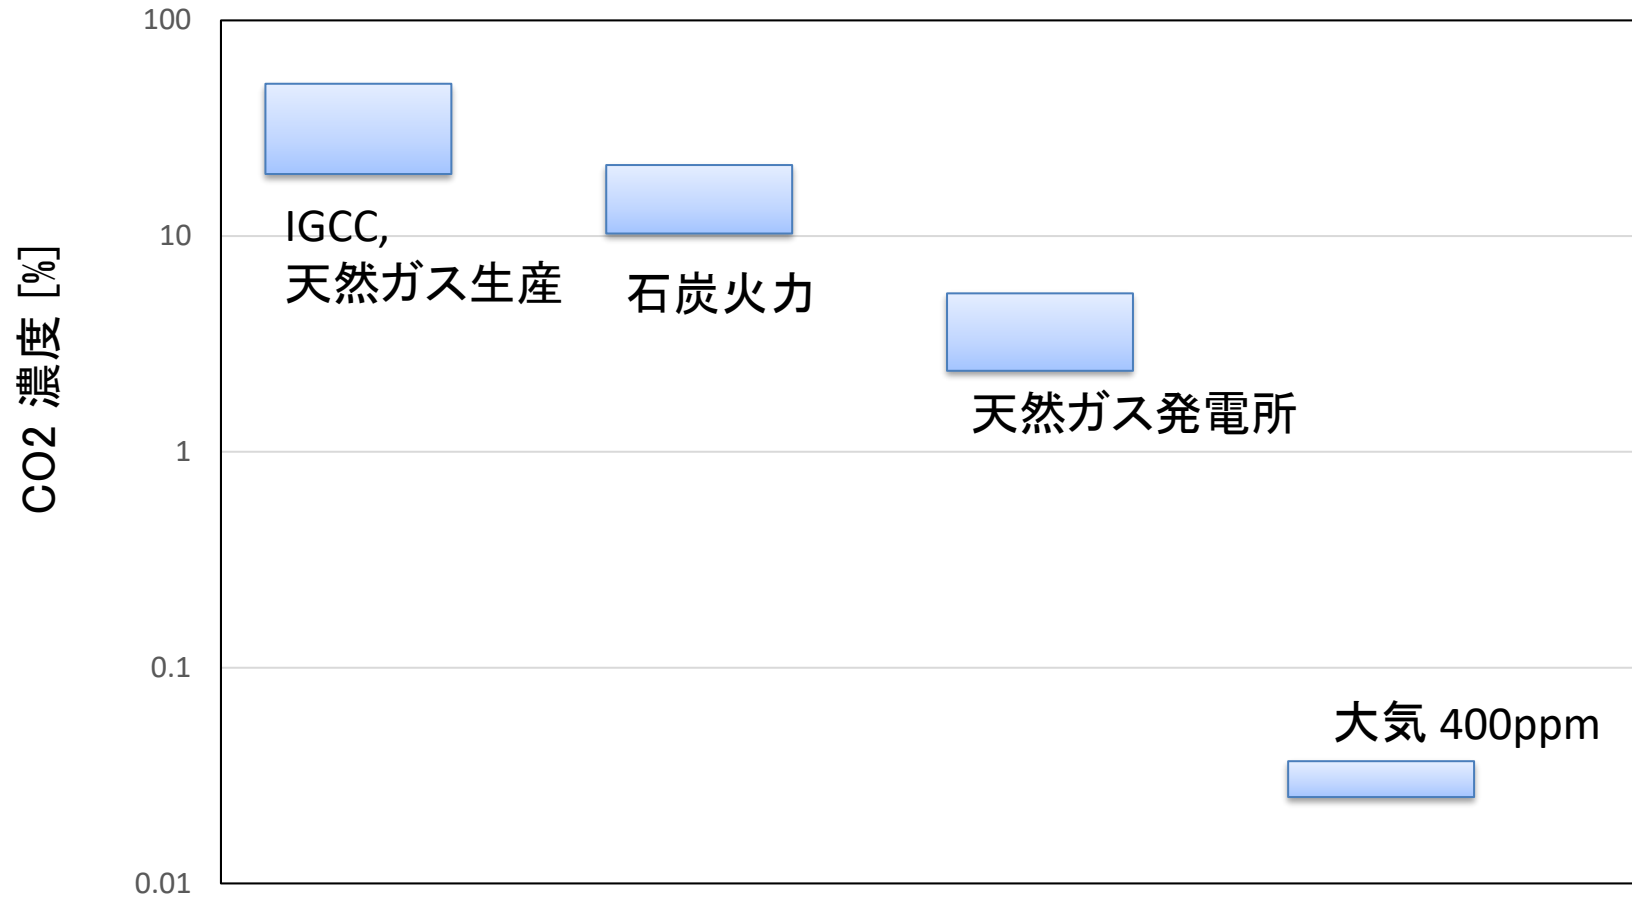 100
IGCC,
10
天然ガス生産
石炭火力
CO2 濃度 [%]
天然ガス発電所
1
0.1
大気 400ppm
0.01